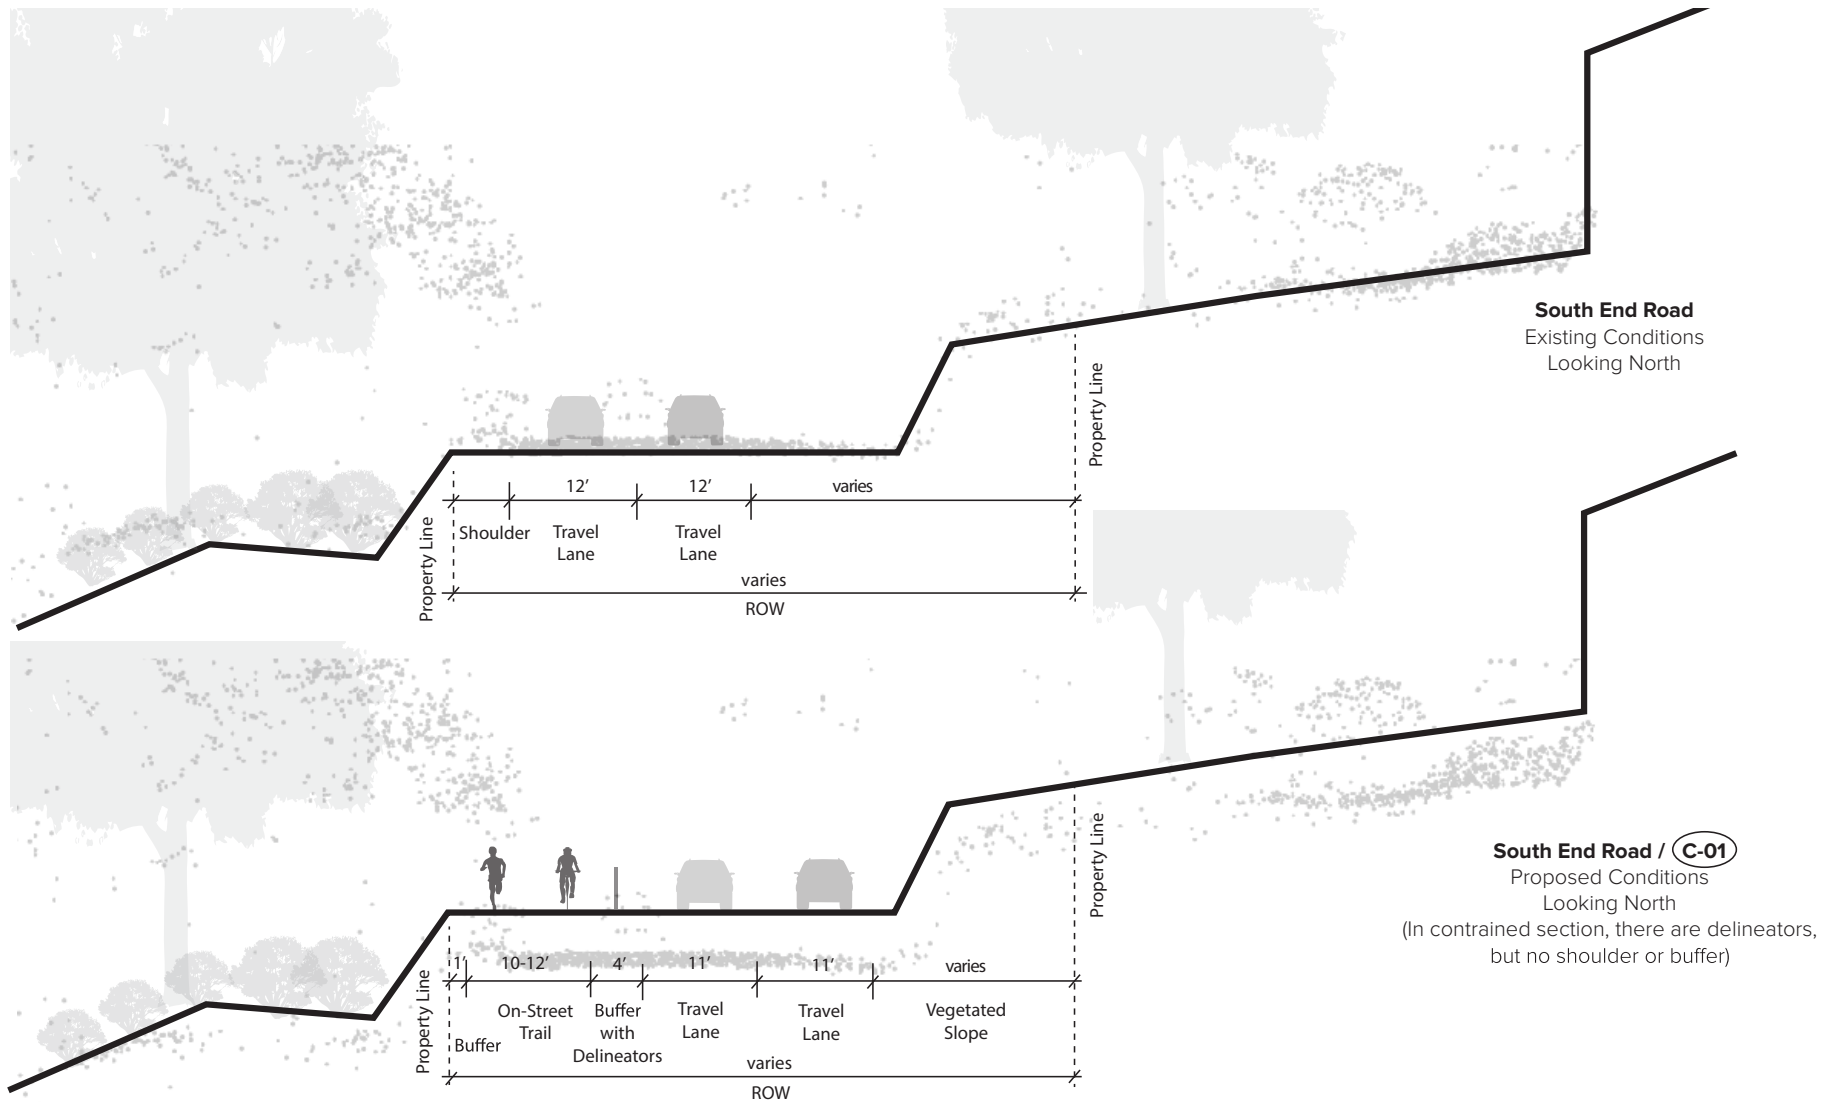 South End Road
Existing Conditions
Looking North
Property Line
12’
12’
varies
Shoulder
Travel
Lane
Travel
Lane
Property Line
varies
ROW
South End Road / C-01
Proposed Conditions
Looking North
(In contrained section, there are delineators,
but no shoulder or buffer)
Property Line
1’
10-12’
4’
11’
11’
varies
Buffer
On-Street
Trail
Buffer
with
Delineators
Travel
Lane
Travel
Lane
Vegetated
Slope
Property Line
varies
ROW